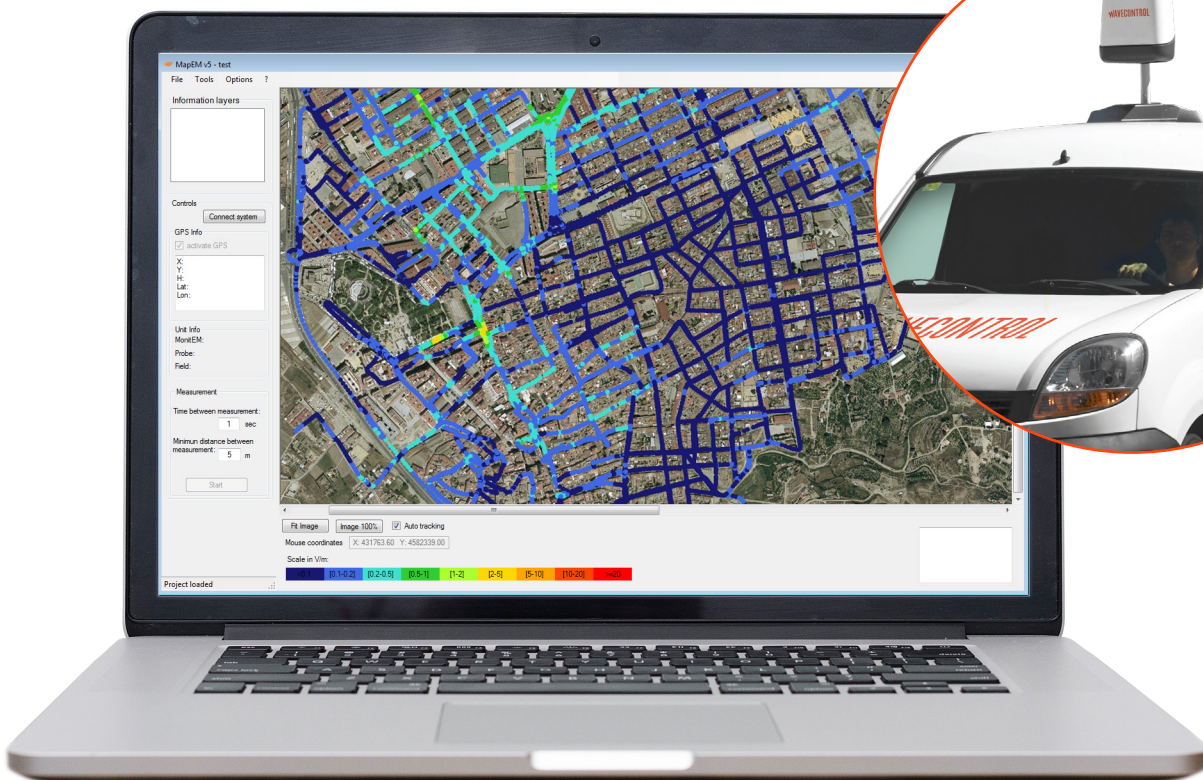 MapEM v5 - test
File Tools Options ?
Information layers
Controls
Connect system
GPS Info
activate GPS
X:
Y:
H:
Lat:
Lon:
Unit Info
MonitEM:
Probe:
Field:
Measurement
Time between measurement:
1 sec
Minimun distance between
measurement: 5 m
Start
Fit Image Image 100% Auto tracking
Mouse coordinates X: 431763.60 Y: 4582339.00
Scale in V/m:
<0.1 [0.1-0.2] [0.2-0.5] [0.5-1] [1-2] [2-5] [5-10] [10-20] >=20
Project loaded
WAVECONTROL
VECONTROL